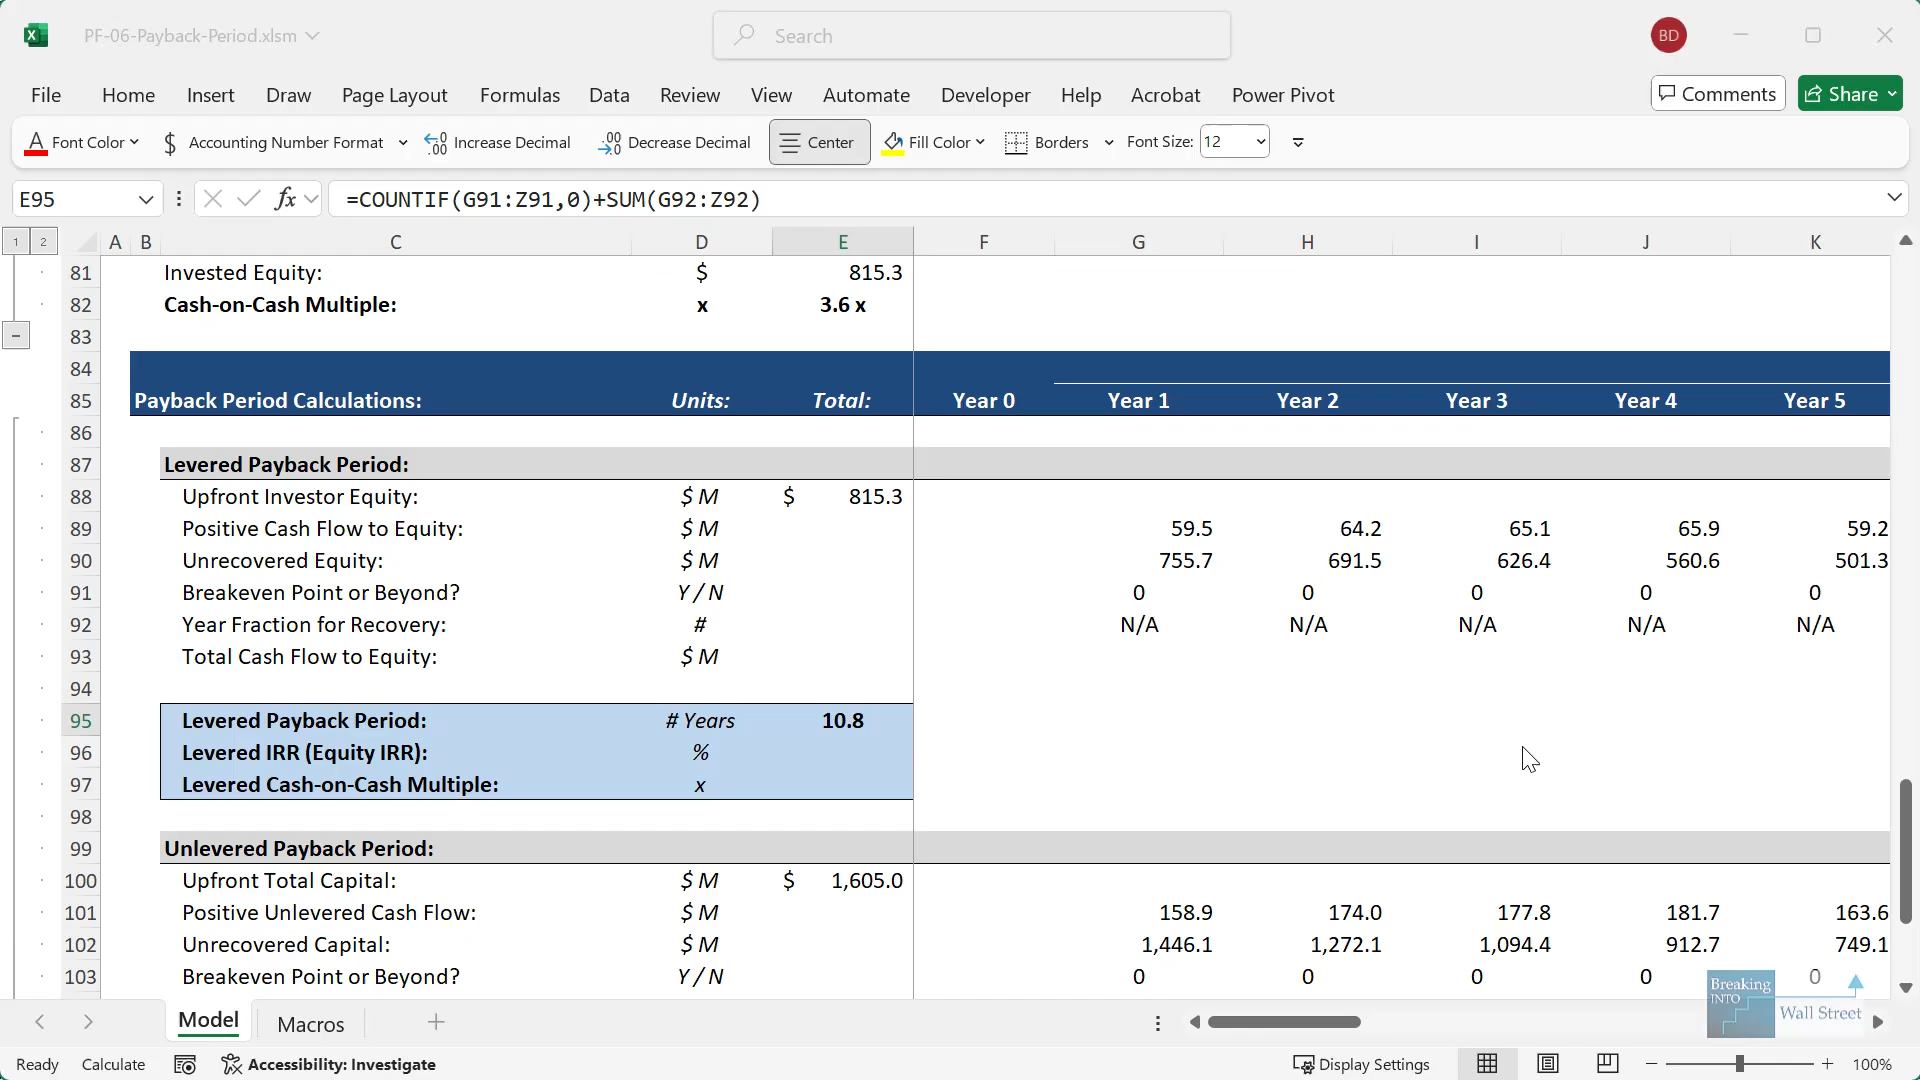 PF-06-Payback-Period.xlsm
Search
BD
File Home Insert Draw Page Layout Formulas Data Review View Automate Developer Help Acrobat Power Pivot
Comments
Share
Font Color
$ Accounting Number Format
Increase Decimal
Decrease Decimal
Center
Fill Color
Borders
Font Size: 12
E95
fx
=COUNTIF(G91:Z91,0)+SUM(G92:Z92)
1 2 A B C D E F G H I J K
81 Invested Equity: $ 815.3
82 Cash-on-Cash Multiple: x 3.6 x
83
84
85 Payback Period Calculations: Units: Total: Year 0 Year 1 Year 2 Year 3 Year 4 Year 5
86
87 Levered Payback Period:
88 Upfront Investor Equity: $ M $ 815.3
89 Positive Cash Flow to Equity: $ M 59.5 64.2 65.1 65.9 59.2
90 Unrecovered Equity: $ M 755.7 691.5 626.4 560.6 501.3
91 Breakeven Point or Beyond? Y / N 0 0 0 0 0
92 Year Fraction for Recovery: # N/A N/A N/A N/A N/A
93 Total Cash Flow to Equity: $ M
94
95 Levered Payback Period: # Years 10.8
96 Levered IRR (Equity IRR): %
97 Levered Cash-on-Cash Multiple: x
98
99 Unlevered Payback Period:
100 Upfront Total Capital: $ M $ 1,605.0
101 Positive Unlevered Cash Flow: $ M 158.9 174.0 177.8 181.7 163.6
102 Unrecovered Capital: $ M 1,446.1 1,272.1 1,094.4 912.7 749.1
103 Breakeven Point or Beyond? Y / N 0 0 0 0 0
Breaking
INTO
Wall Street
Model Macros
Ready Calculate Accessibility: Investigate Display Settings 100%